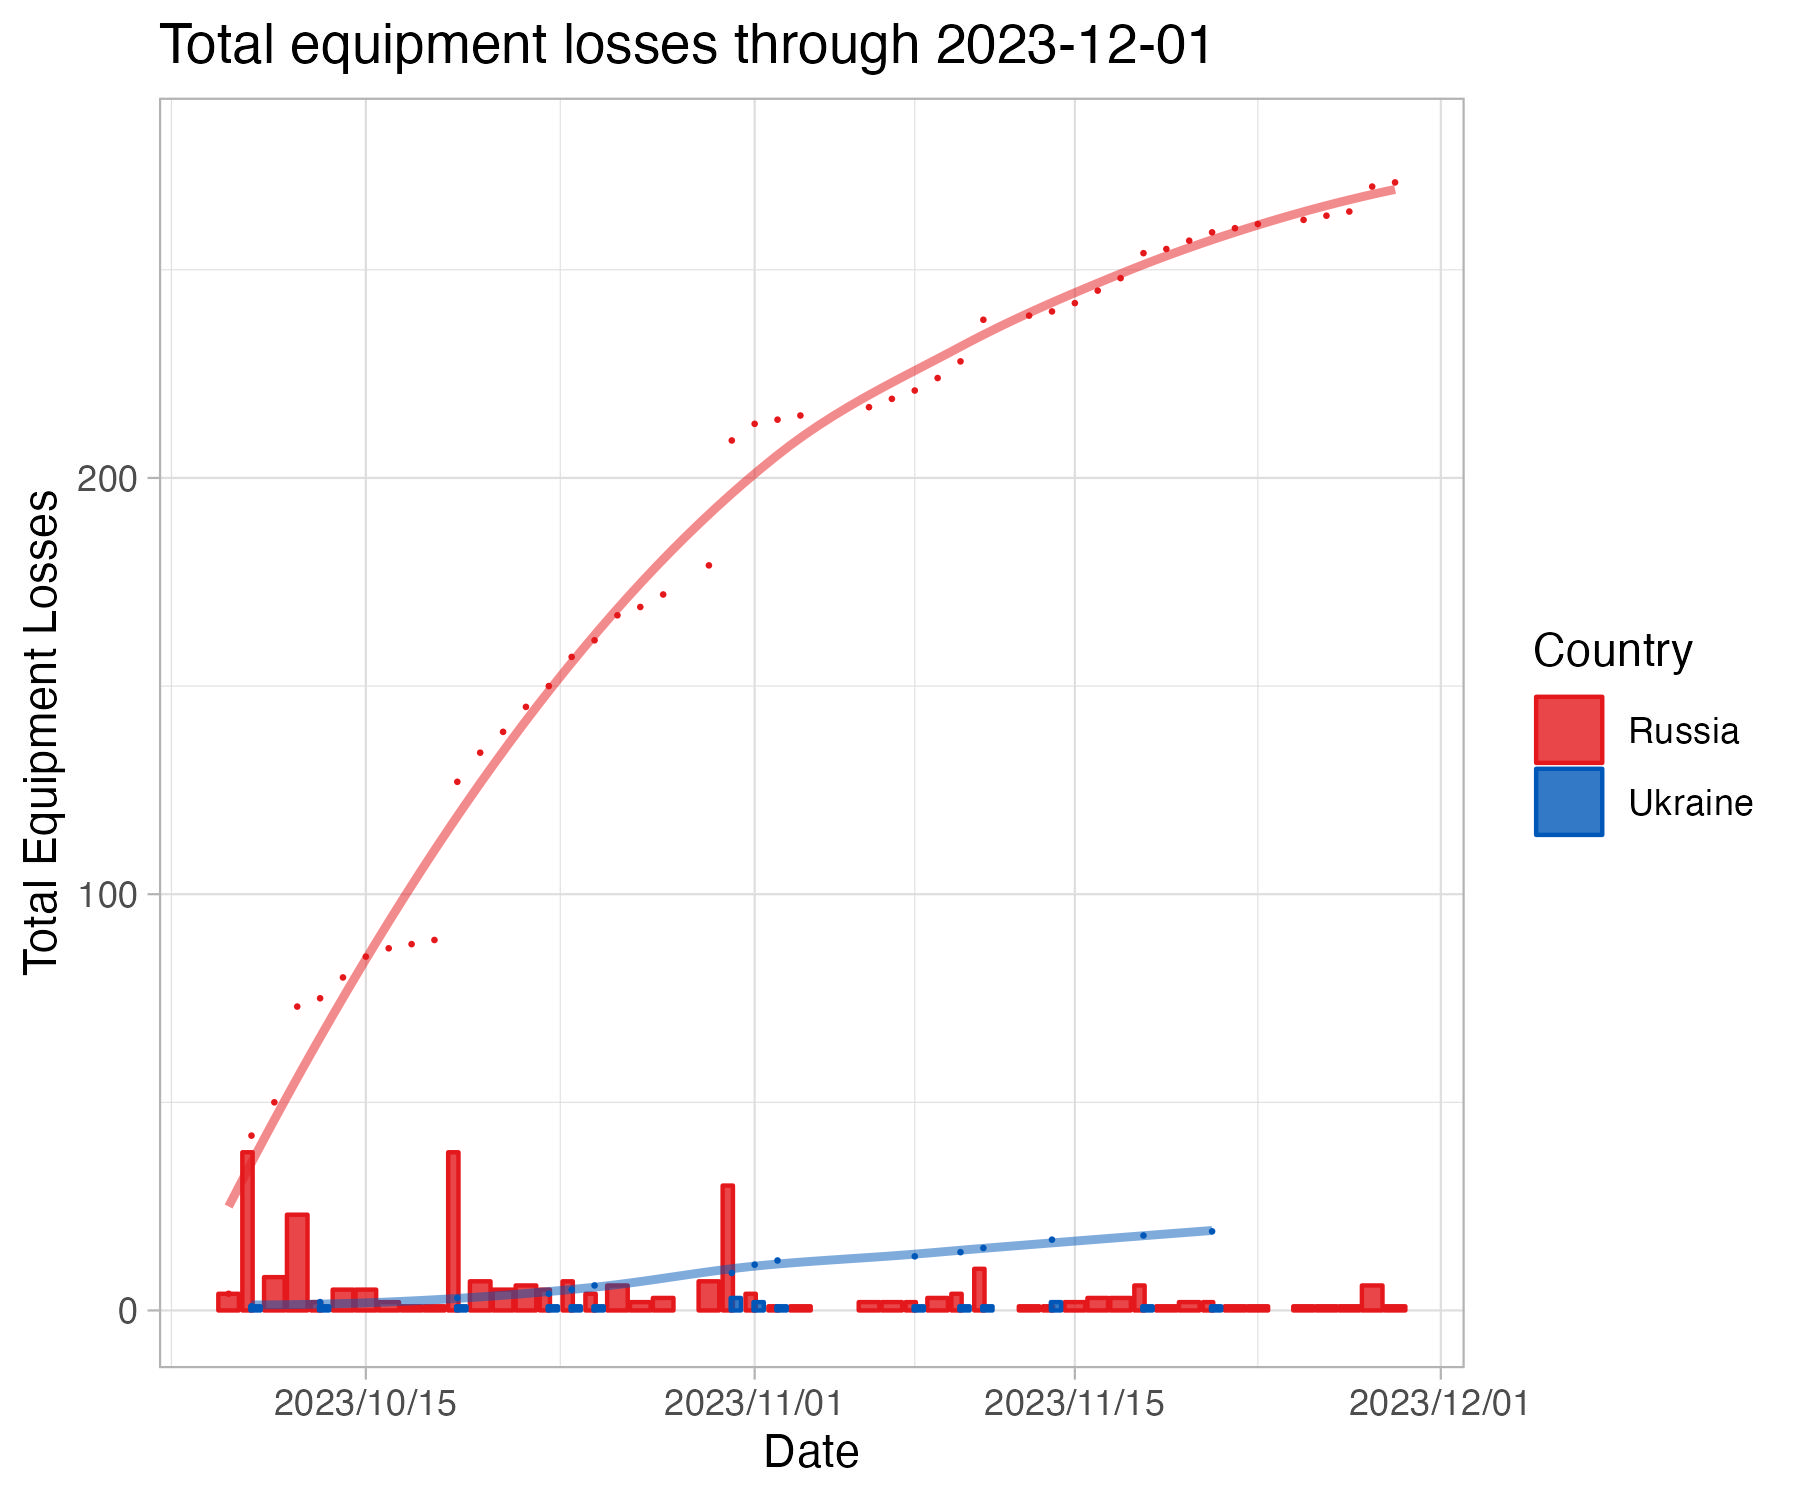 Total equipment losses through 2023-12-01
Total Equipment Losses
200
100
0
2023/10/15
2023/11/01
2023/11/15
2023/12/01
Date
Country
Russia
Ukraine